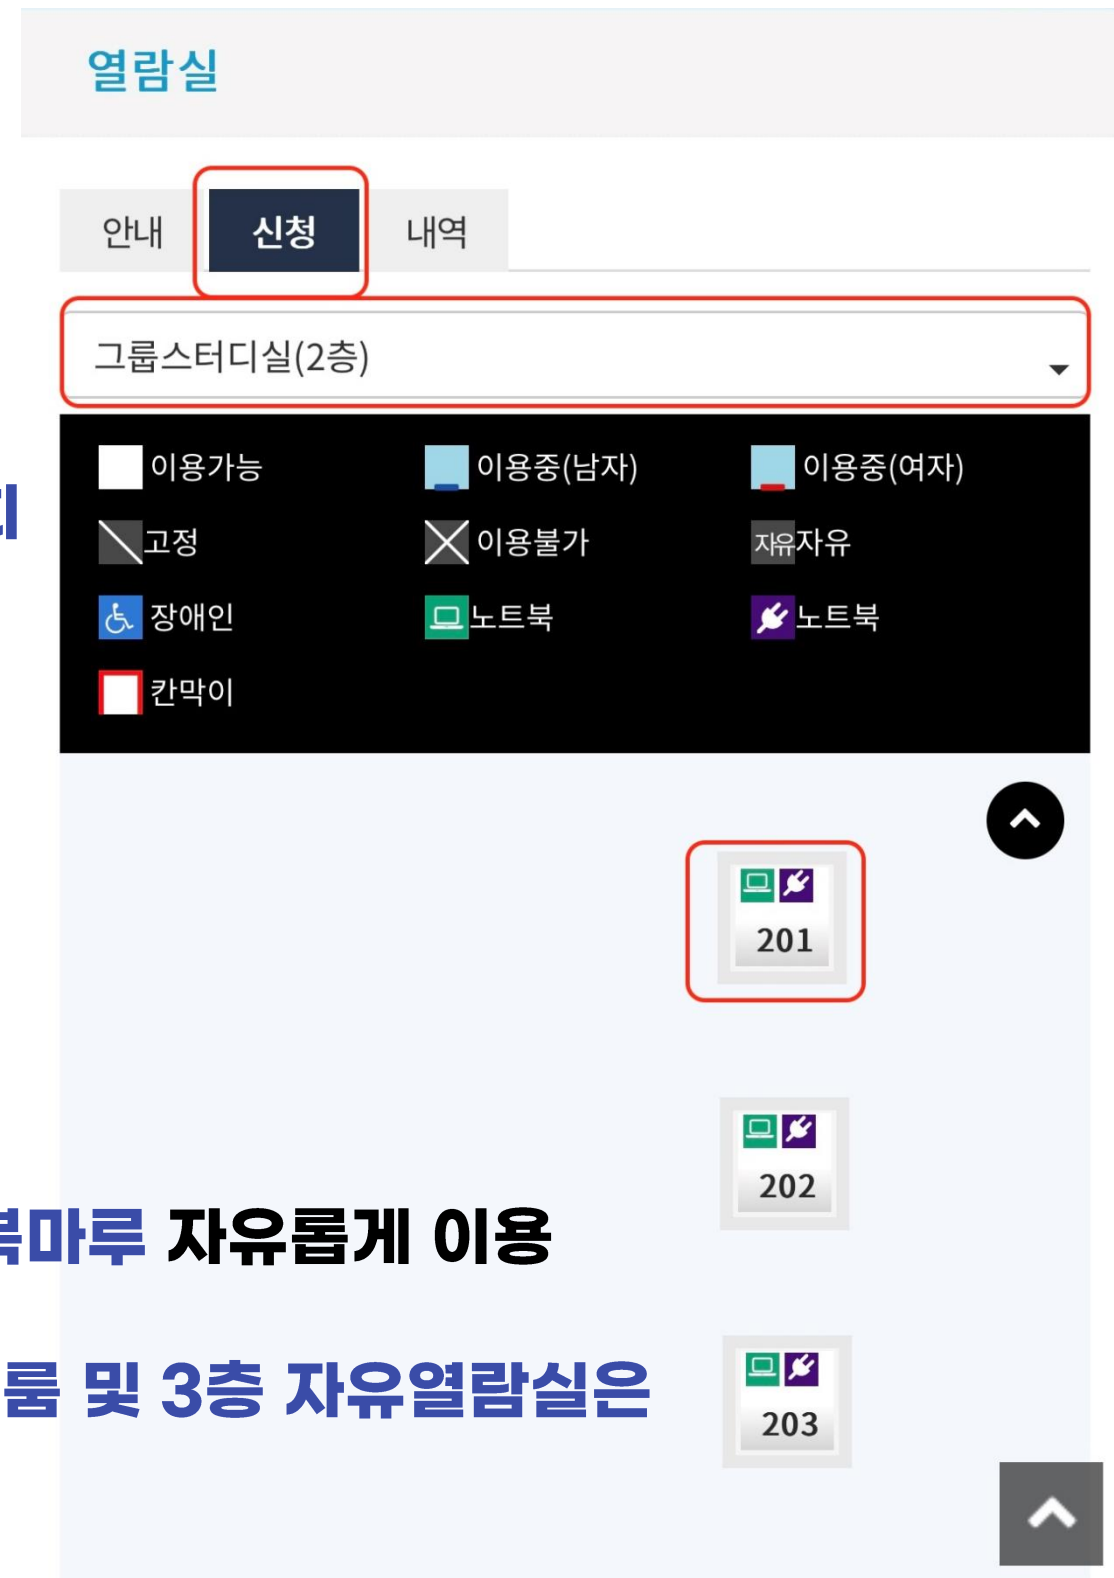 열람실
안내 신청 내역
그룹스터디실(2층)
이용가능 이용중(남자) 이용중(여자)
고정 이용불가 자유 자유
장애인 노트북 노트북
칸막이
201
202
마루 자유롭게 이용
룸 및 3층 자유열람실은
203